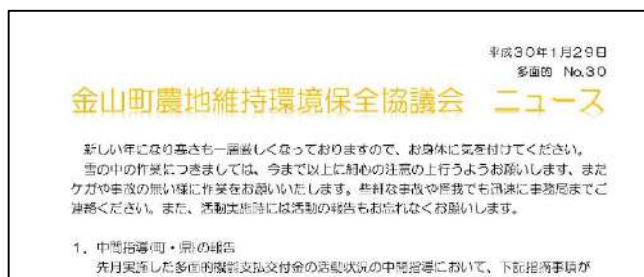 平成30年1月29日
多面的 No.30
金山町農地維持環境保全協議会 ニュース
新しい年になり寒さも一層厳しくなっておりますので、お身体に気を付けてください。
雪の中の作業につきましては、今まで以上に細心の注意の上行うようお願いします、また
ケガや事故の無い様に作業をお願いいたします。些細な事故や怪我でも迅速に事務局までご
連絡ください。また、活動実施時には活動の報告もお忘れなくお願いします。
1．中間指導(町・県)の報告
先月実施した多面的機能支払交付金の活動状況の中間指導において、下記指摘事項が